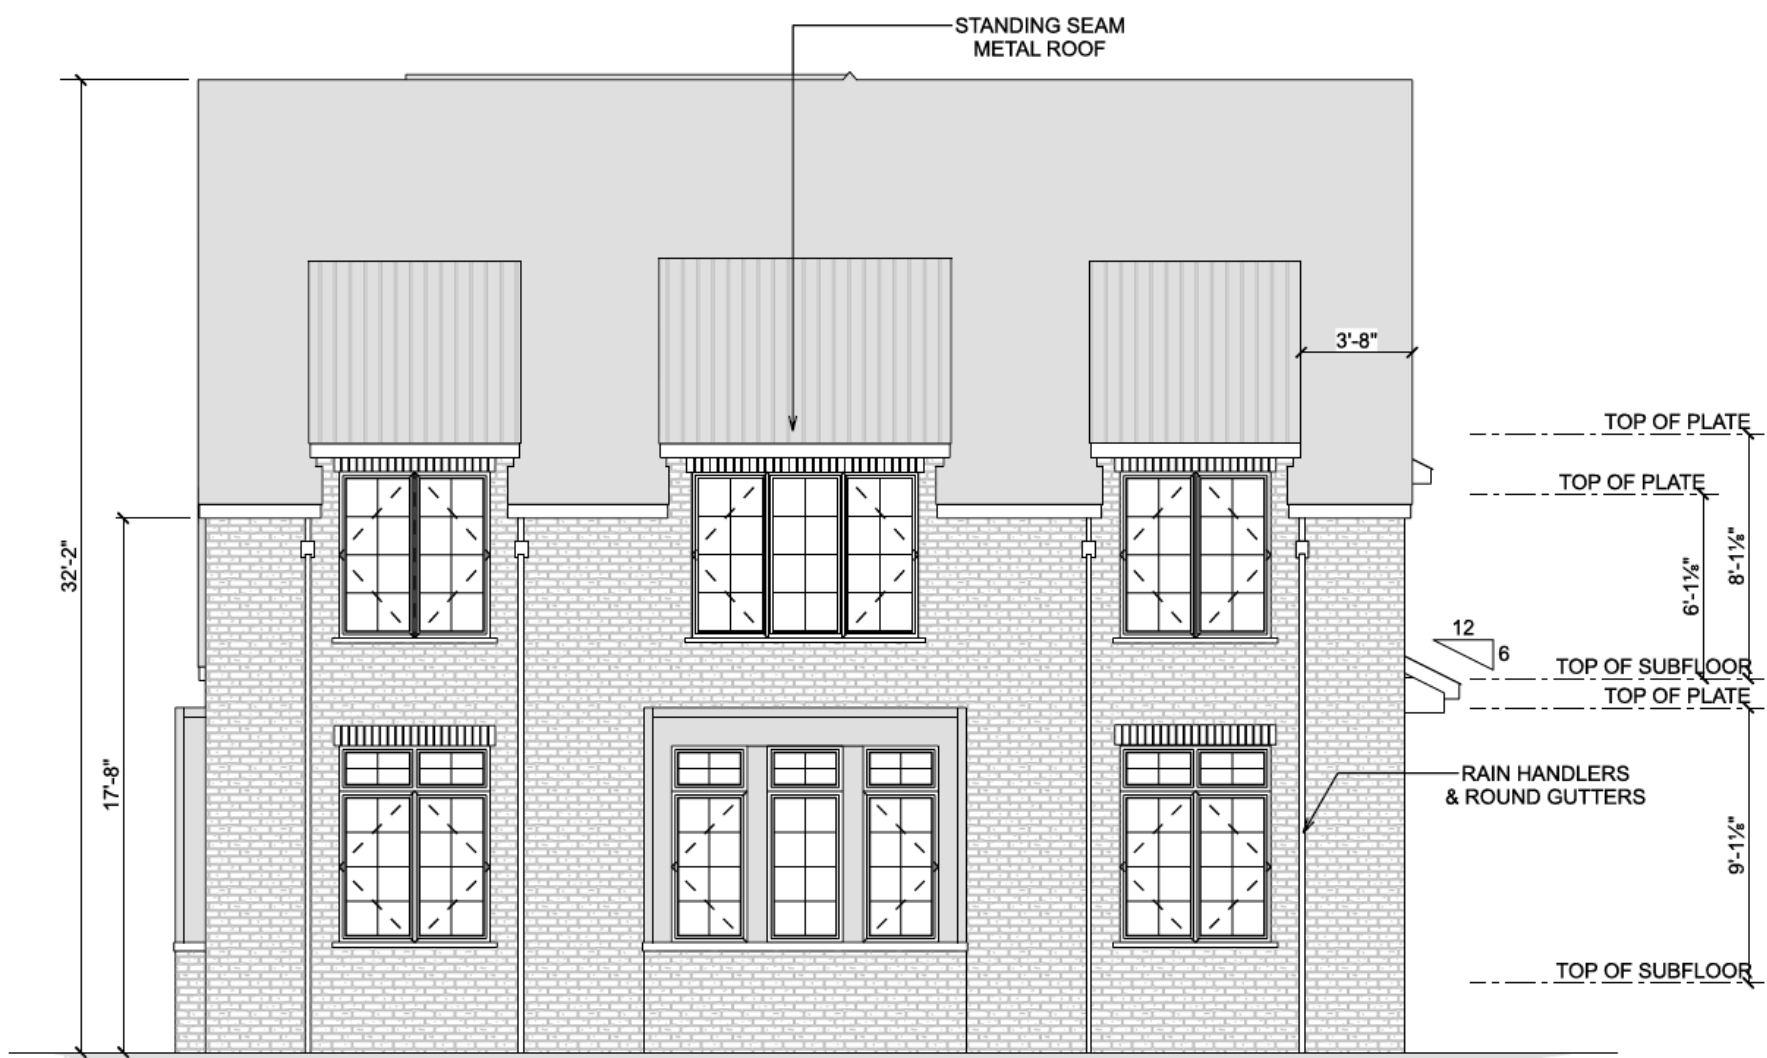 STANDING SEAM
METAL ROOF
32'-2"
17'-8"
3'-8"
TOP OF PLATE
TOP OF PLATE
6'-1⅛"
8'-1⅛"
12
6
TOP OF SUBFLOOR
TOP OF PLATE
RAIN HANDLERS
& ROUND GUTTERS
9'-1⅛"
TOP OF SUBFLOOR